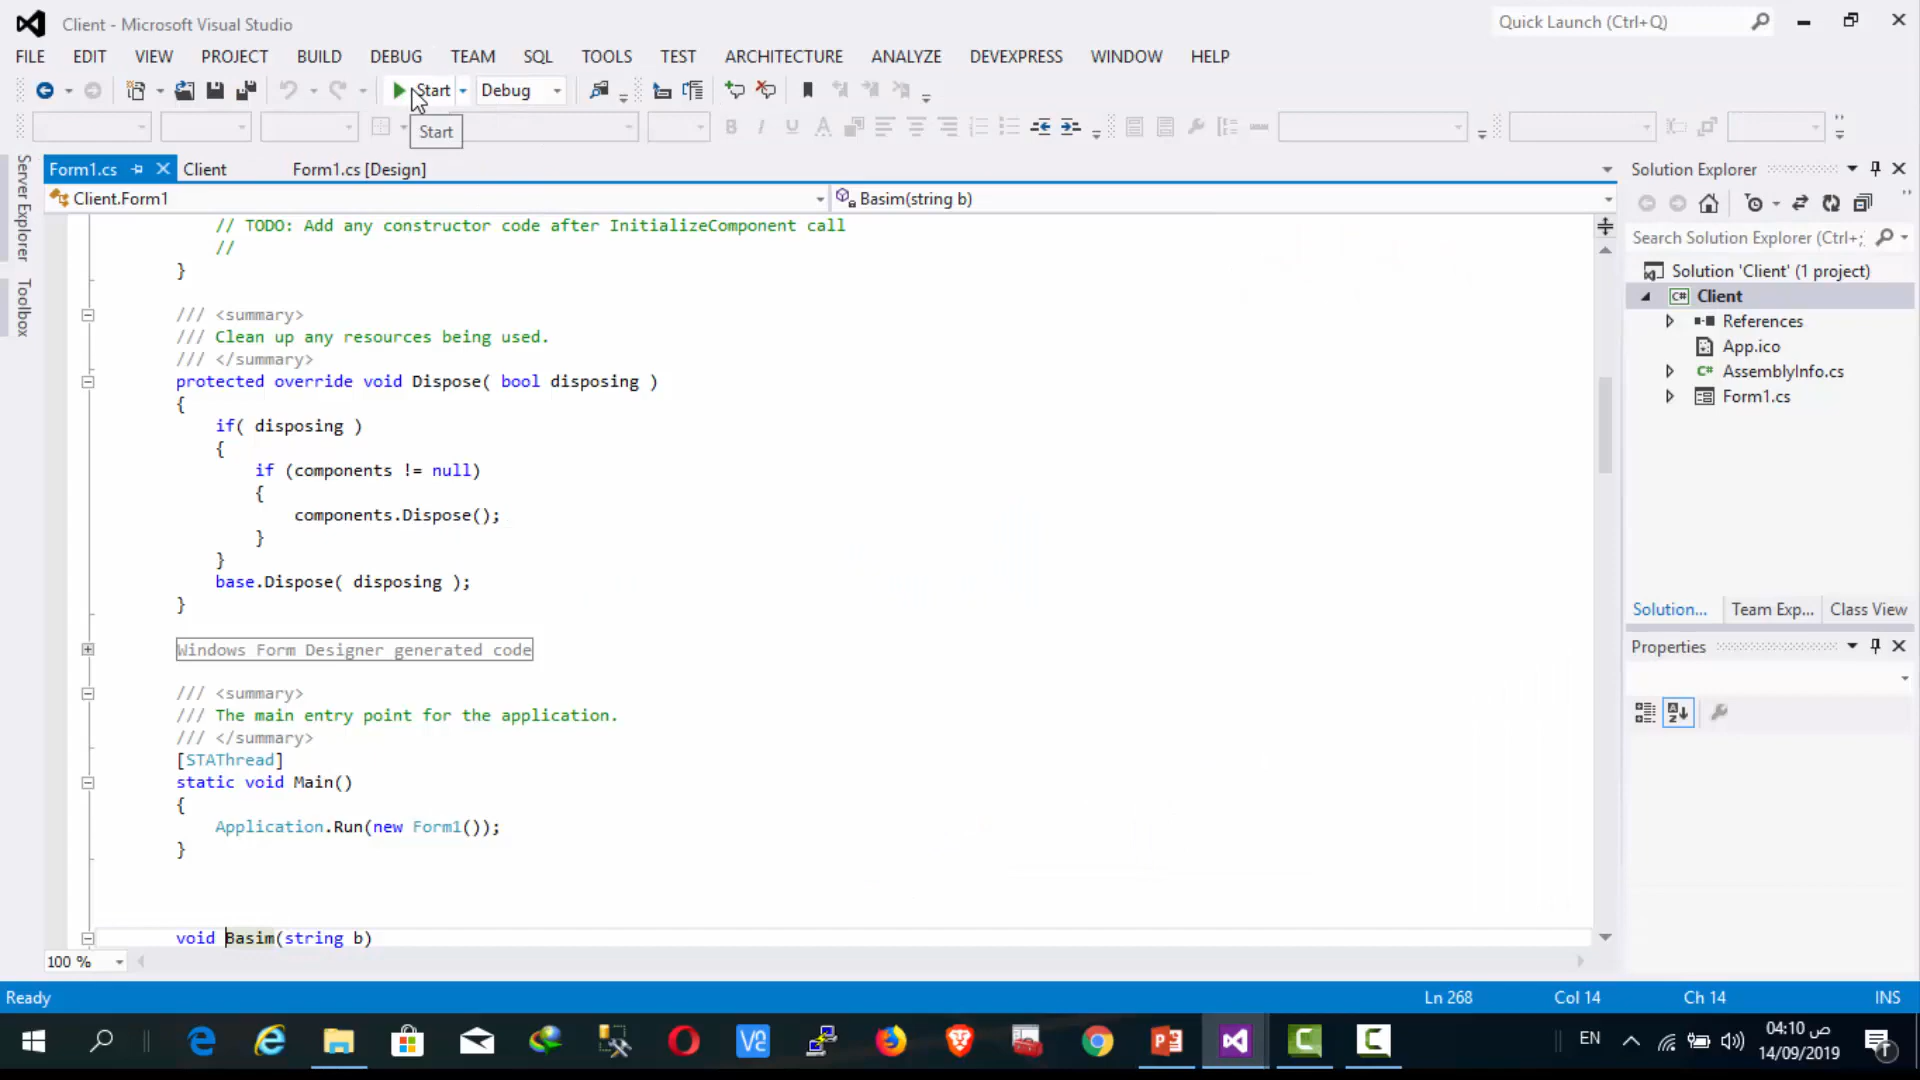 Client - Microsoft Visual Studio
Quick Launch (Ctrl+Q)
FILE EDIT VIEW PROJECT BUILD DEBUG TEAM SQL TOOLS TEST ARCHITECTURE ANALYZE DEVEXPRESS WINDOW HELP
Start Debug
Start
Server Explorer
Toolbox
Form1.cs Client Form1.cs [Design]
Client.Form1 Basim(string b)
// TODO: Add any constructor code after InitializeComponent call
//
}
/// <summary>
/// Clean up any resources being used.
/// </summary>
protected override void Dispose( bool disposing )
{
if( disposing )
{
if (components != null)
{
components.Dispose();
}
}
base.Dispose( disposing );
}
Windows Form Designer generated code
/// <summary>
/// The main entry point for the application.
/// </summary>
[STAThread]
static void Main()
{
Application.Run(new Form1());
}
void Basim(string b)
100 %
Solution Explorer
Search Solution Explorer (Ctrl+;
Solution 'Client' (1 project)
C# Client
References
App.ico
C# AssemblyInfo.cs
Form1.cs
Solution... Team Exp... Class View
Properties
Ready Ln 268 Col 14 Ch 14 INS
EN
04:10 ص
14/09/2019